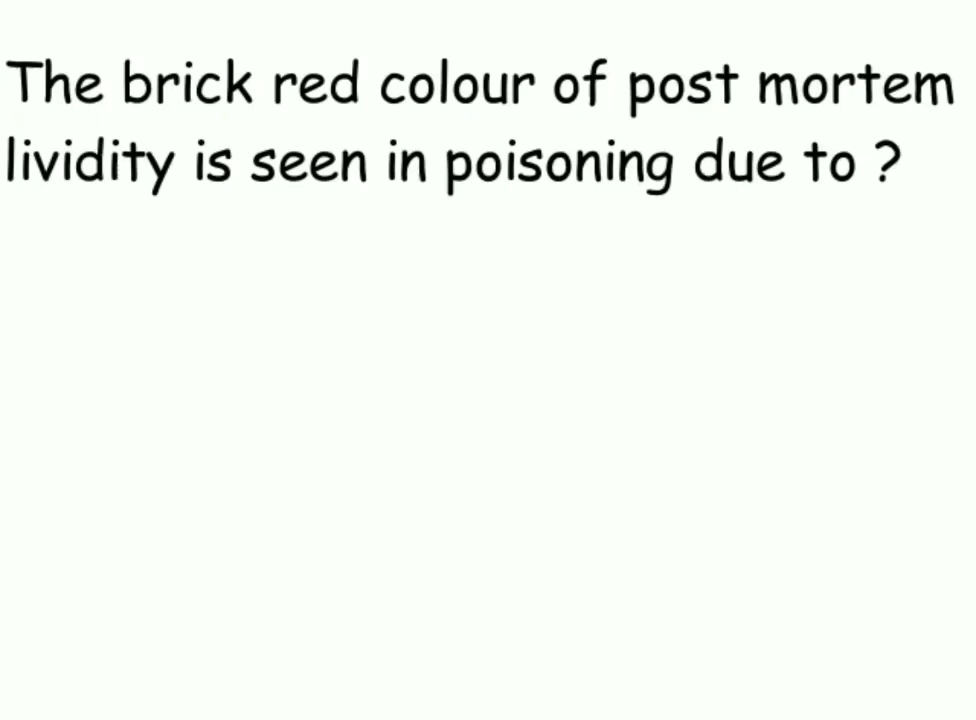 The brick red colour of post mortem
lividity is seen in poisoning due to ?